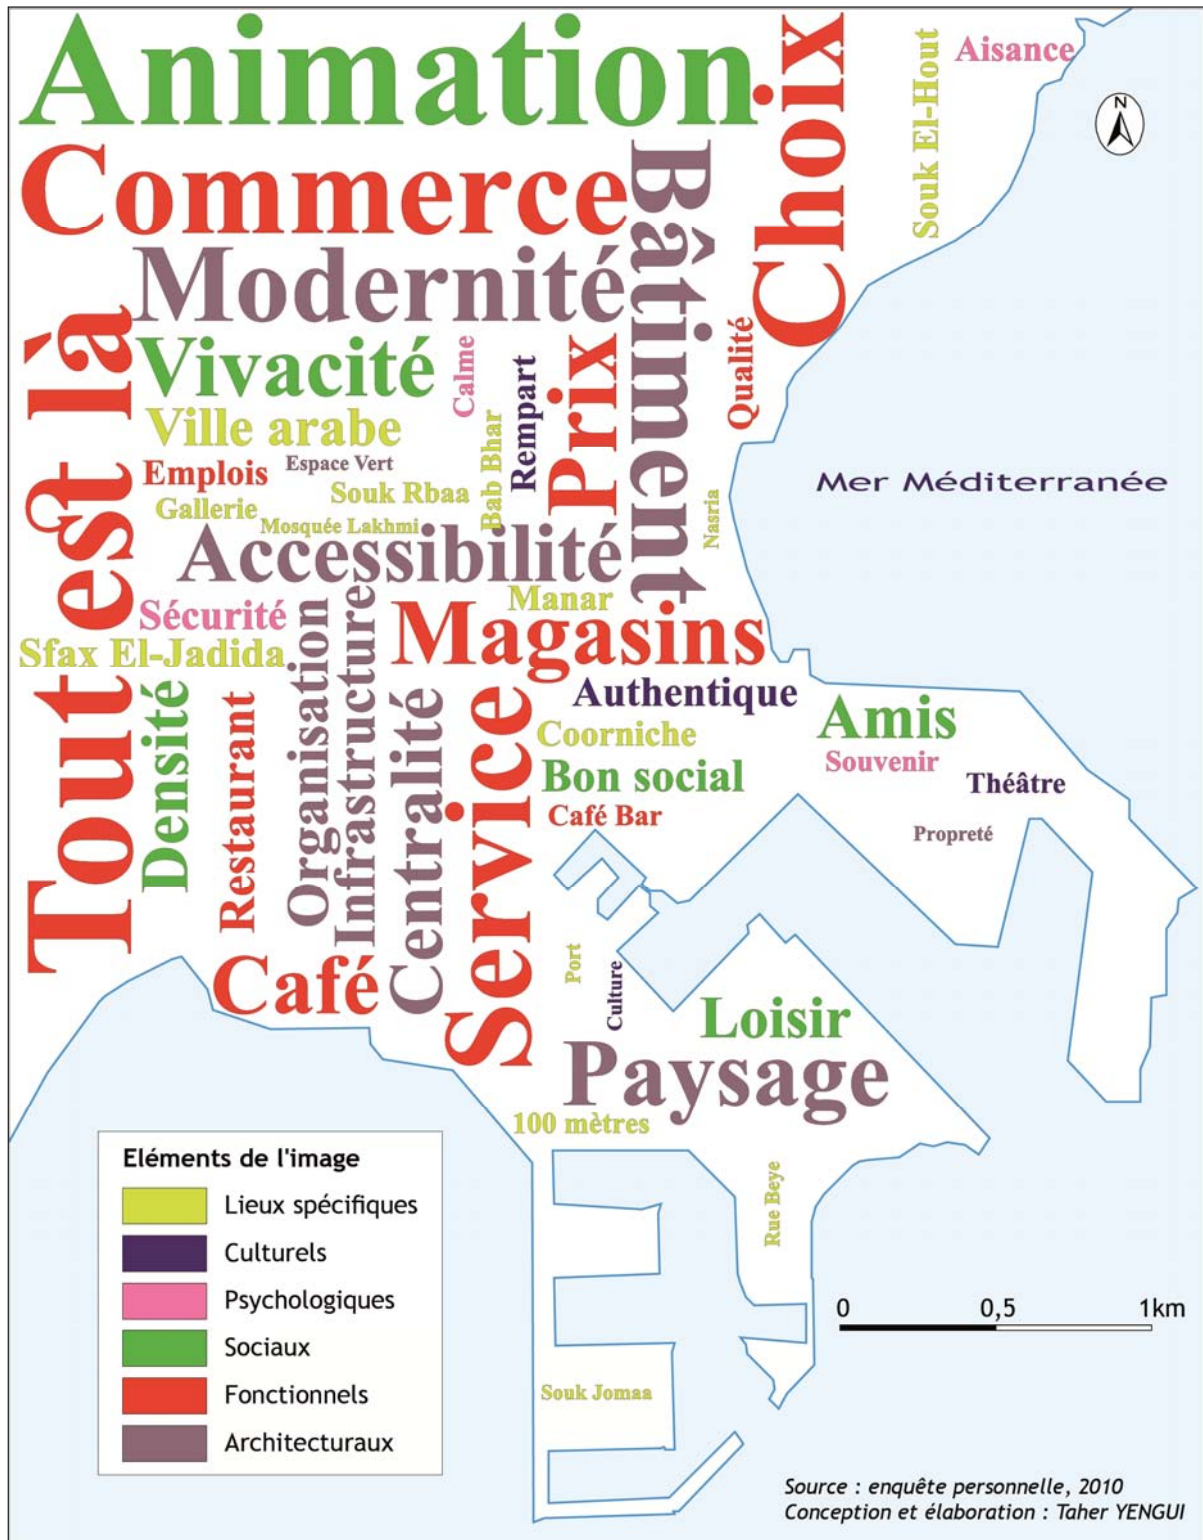 Animation
Choix
Souk El-Hout
Aisance
N
Commerce
Bâtiment
Modernité
Tout est là
Vivacité
Calme
Rempart
Prix
Qualité
Ville arabe
Bab Bhar
Emplois
Espace Vert
Souk Rbaa
Mer Méditerranée
Gallerie
Mosquée Lakhmi
Nasria
Accessibilité
Sécurité
Manar
Sfax El-Jadida
Organisation
Infrastructure
Magasins
Densité
Restaurant
Centralité
Service
Authentique
Coorniche
Amis
Bon social
Souvenir
Théâtre
Café Bar
Propreté
Café
Port
Culture
Loisir
Paysage
100 mètres
Rue Beye
Souk Jomaa
Eléments de l'image
Lieux spécifiques
Culturels
Psychologiques
Sociaux
Fonctionnels
Architecturaux
0 0,5 1km
Source : enquête personnelle, 2010
Conception et élaboration : Taher YENGUI